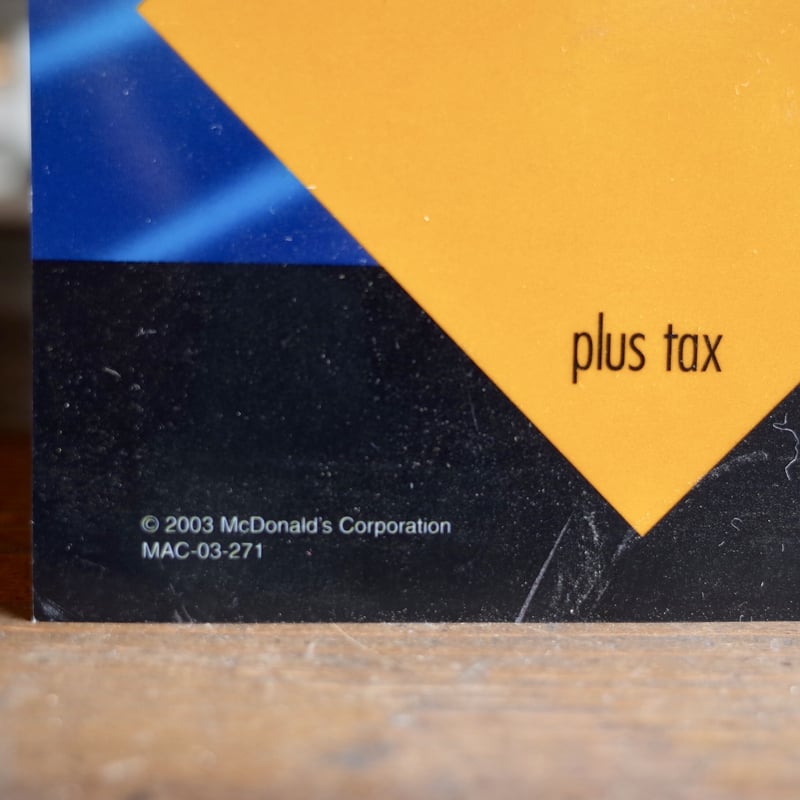 plus tax
© 2003 McDonald's Corporation
MAC-03-271